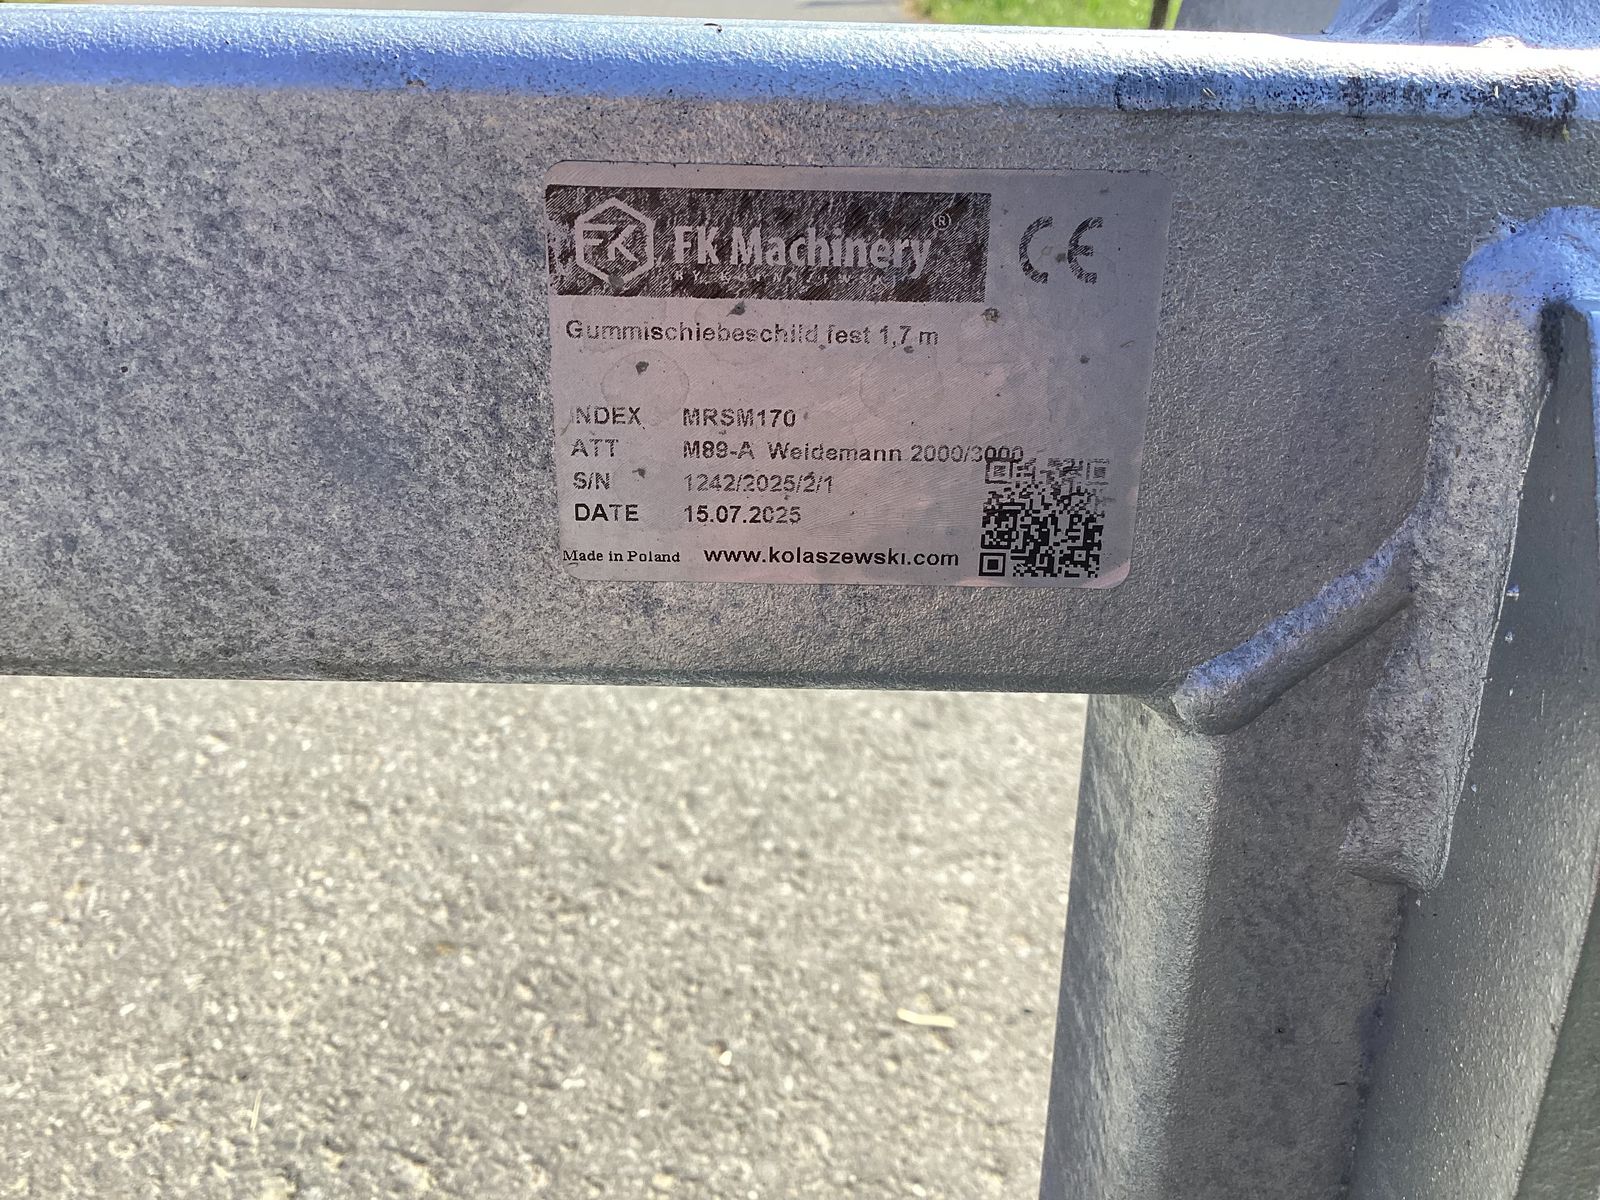 FK FK Machinery®
CE
Gummischiebeschild fest 1,7 m
INDEX MRSM170
ATT M89-A Weidemann 2000/3000
S/N 1242/2025/2/1
DATE 15.07.2025
Made in Poland www.kolaszewski.com